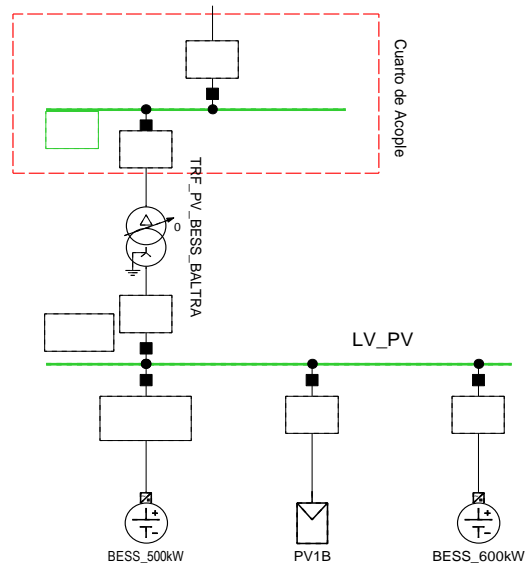 Cuarto de Acople
TRF_PV_BESS_BALTRA
0
LV_PV
BESS_500kW
PV1B
BESS_600kW